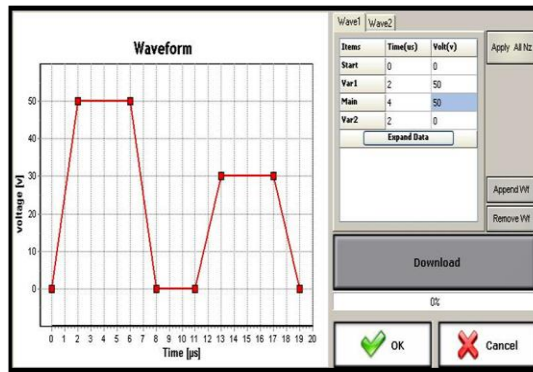 Waveform
voltage [v]
50
40
30
20
10
0
0 1 2 3 4 5 6 7 8 9 10 11 12 13 14 15 16 17 18 19 20
Time [µs]
Wave1 Wave2
Items Time(us) Volt(v)
Start 0 0
Var1 2 50
Main 4 50
Var2 2 0
Expand Data
Apply All Nz
Append Wf
Remove Wf
Download
0%
OK
Cancel